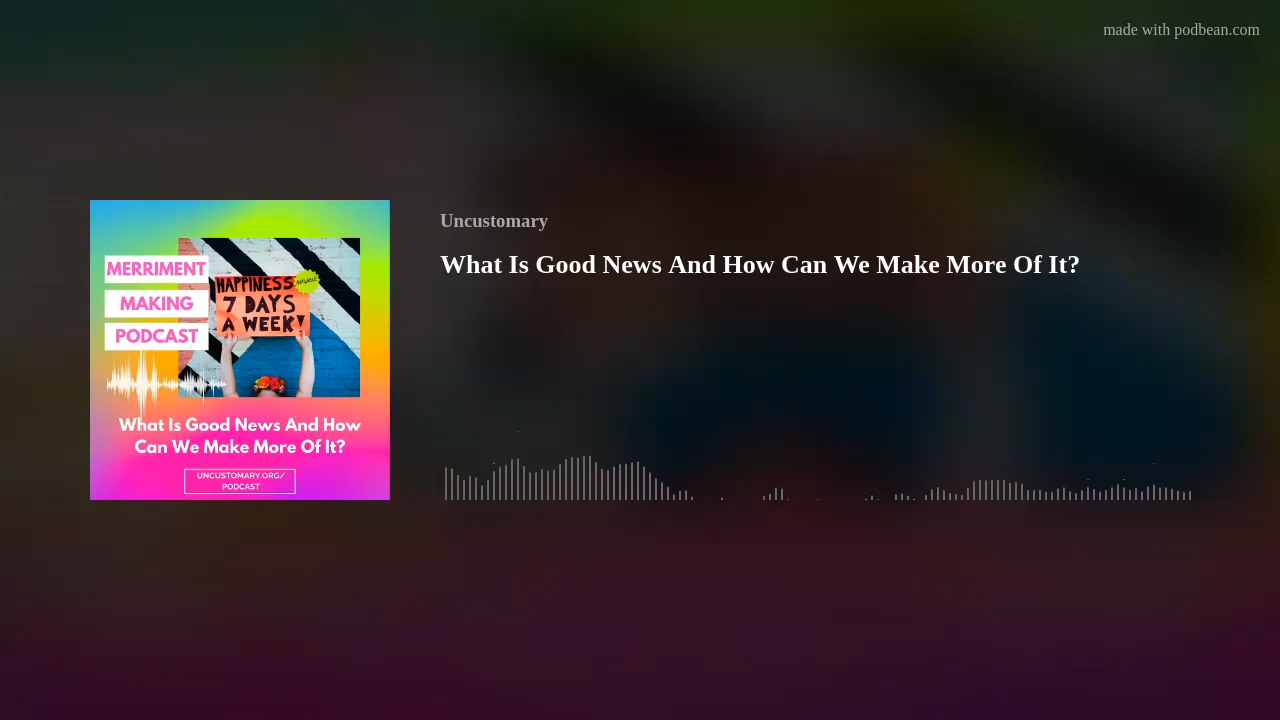 made with podbean.com
MERRIMENT
MAKING
PODCAST
HAPPINESS
7 DAYS
A WEEK!
What Is Good News And How
Can We Make More Of It?
UNCUSTOMARY.ORG/
PODCAST
Uncustomary
What Is Good News And How Can We Make More Of It?